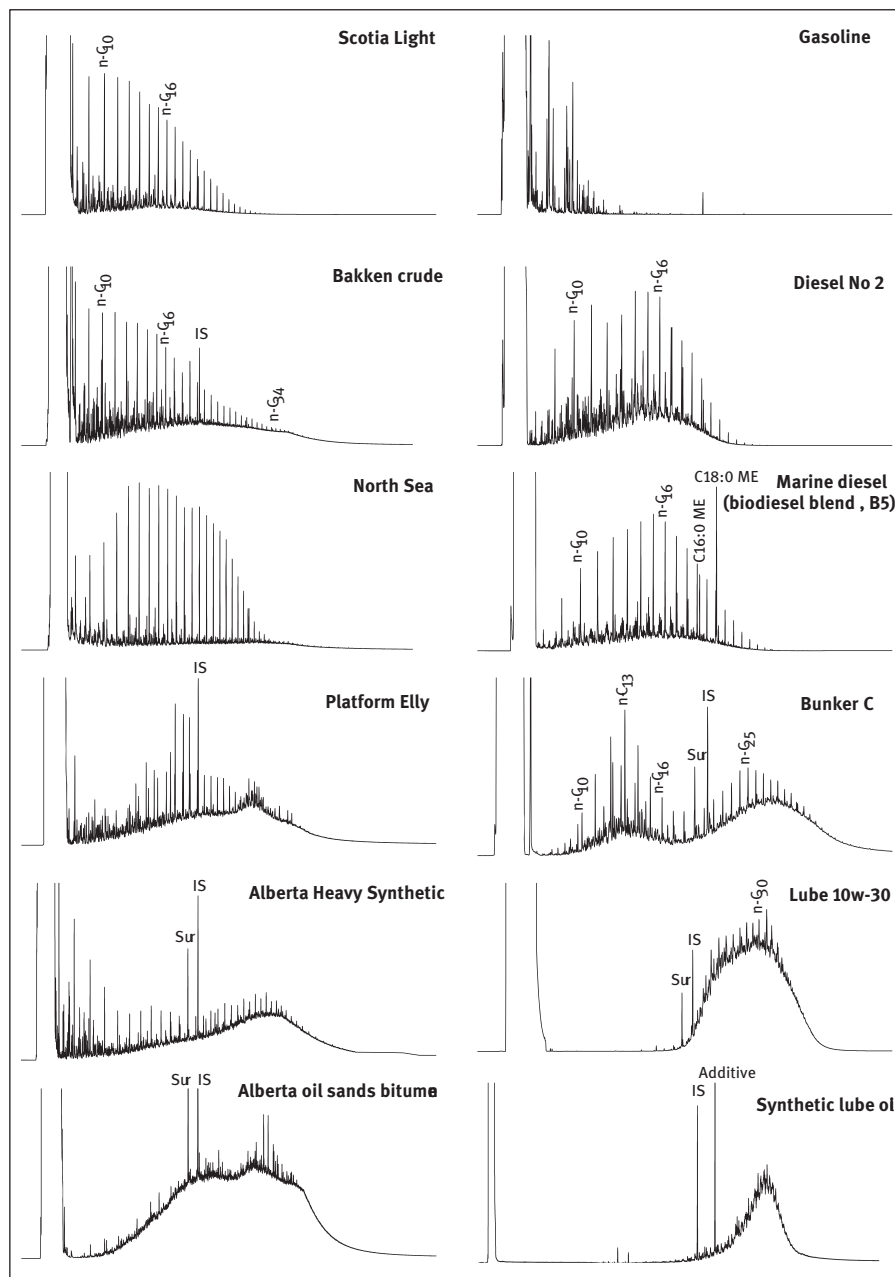 Scotia Light
n-C10
n-C16
Gasoline
Bakken crude
n-C10
n-C16
IS
n-C34
Diesel No 2
n-C10
n-C16
North Sea
Marine diesel
(biodiesel blend , B5)
n-C10
n-C16
C16:0 ME
C18:0 ME
Platform Elly
IS
Bunker C
n-C10
n-C13
n-C16
Sur
IS
n-C25
Alberta Heavy Synthetic
Sur
IS
Lube 10w-30
Sur
IS
n-C30
Alberta oil sands bitume
Sur
IS
Synthetic lube ol
Additive
IS